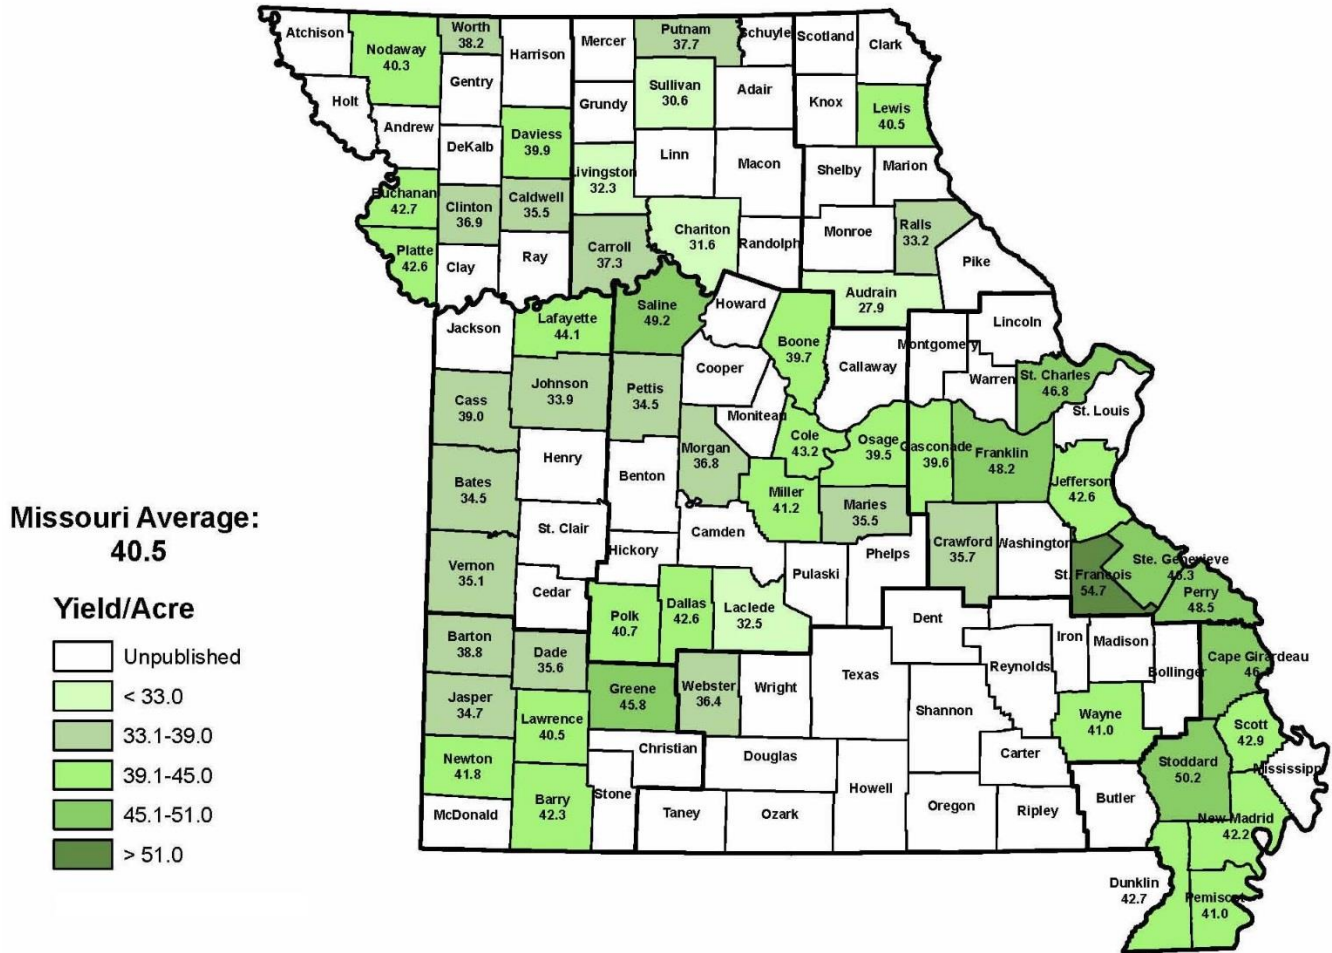 Atchison
Nodaway
40.3
Worth
38.2
Harrison
Mercer
Putnam
37.7
Schuyle
Scotland
Clark
Holt
Gentry
Sullivan
30.6
Adair
Knox
Lewis
40.5
Andrew
DeKalb
Daviess
39.9
Grundy
Linn
Macon
Shelby
Marion
Buchanan
42.7
Clinton
36.9
Caldwell
35.5
Livingston
32.3
Chariton
31.6
Randolph
Monroe
Ralls
33.2
Platte
42.6
Clay
Ray
Carroll
37.3
Audrain
27.9
Pike
Jackson
Lafayette
44.1
Saline
49.2
Howard
Boone
39.7
Callaway
Montgomery
Lincoln
Cass
39.0
Johnson
33.9
Pettis
34.5
Cooper
Moniteau
Warren
St. Charles
46.8
St. Louis
Bates
34.5
Henry
Benton
Morgan
36.8
Cole
43.2
Osage
39.5
Gasconade
39.6
Franklin
48.2
Jefferson
42.6
Miller
41.2
Maries
35.5
Vernon
35.1
St. Clair
Hickory
Camden
Pulaski
Phelps
Crawford
35.7
Washington
St. Francois
54.7
Ste. Genevieve
Perry
48.5
Cedar
Polk
40.7
Dallas
42.6
Laclede
32.5
Dent
Iron
Madison
Bollinger
Cape Girardeau
Barton
38.8
Dade
35.6
Greene
45.8
Webster
36.4
Wright
Texas
Reynolds
Jasper
34.7
Lawrence
40.5
Shannon
Wayne
41.0
Scott
42.9
Newton
41.8
Christian
Douglas
Carter
Stoddard
50.2
Mississippi
McDonald
Barry
42.3
Stone
Taney
Ozark
Howell
Oregon
Ripley
Butler
New Madrid
42.2
Dunklin
42.7
Pemiscot
41.0
Missouri Average:
40.5
Yield/Acre
Unpublished
< 33.0
33.1-39.0
39.1-45.0
45.1-51.0
> 51.0